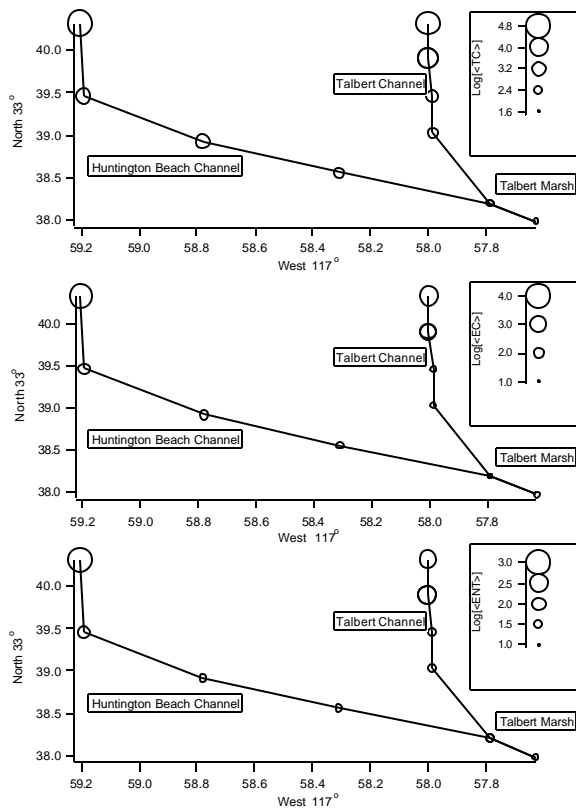 40.0
39.5
39.0
38.5
38.0
North 33°
59.2 59.0 58.8 58.6 58.4 58.2 58.0 57.8
West 117°
Talbert Channel
Huntington Beach Channel
Talbert Marsh
Log[<TC>]
4.8
4.0
3.2
2.4
1.6
40.0
39.5
39.0
38.5
38.0
North 33°
59.2 59.0 58.8 58.6 58.4 58.2 58.0 57.8
West 117°
Talbert Channel
Huntington Beach Channel
Talbert Marsh
Log[<EC>]
4.0
3.0
2.0
1.0
40.0
39.5
39.0
38.5
38.0
North 33°
59.2 59.0 58.8 58.6 58.4 58.2 58.0 57.8
West 117°
Talbert Channel
Huntington Beach Channel
Talbert Marsh
Log[<ENT>]
3.0
2.5
2.0
1.5
1.0